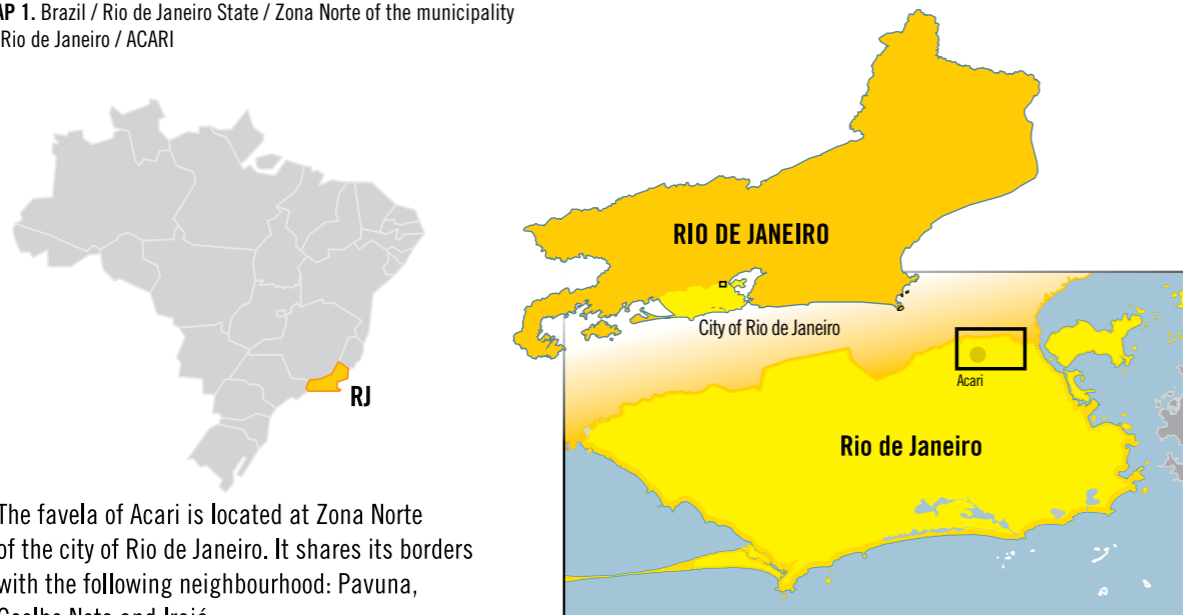 AP 1. Brazil / Rio de Janeiro State / Zona Norte of the municipality
Rio de Janeiro / ACARI
RIO DE JANEIRO
City of Rio de Janeiro
Acari
RJ
Rio de Janeiro
The favela of Acari is located at Zona Norte
of the city of Rio de Janeiro. It shares its borders
with the following neighbourhood: Pavuna,